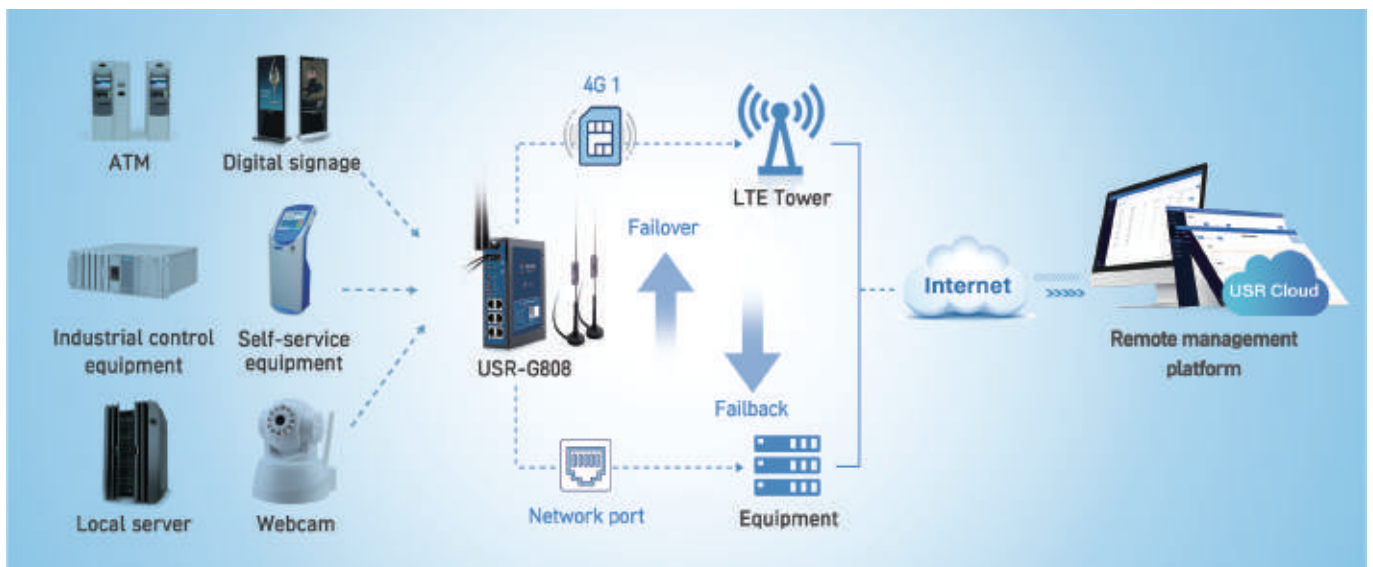 ATM
Digital signage
Industrial control
equipment
Self-service
equipment
Local server
Webcam
4G 1
LTE Tower
Failover
USR-G808
Failback
Network port
Equipment
Internet
USR Cloud
Remote management
platform